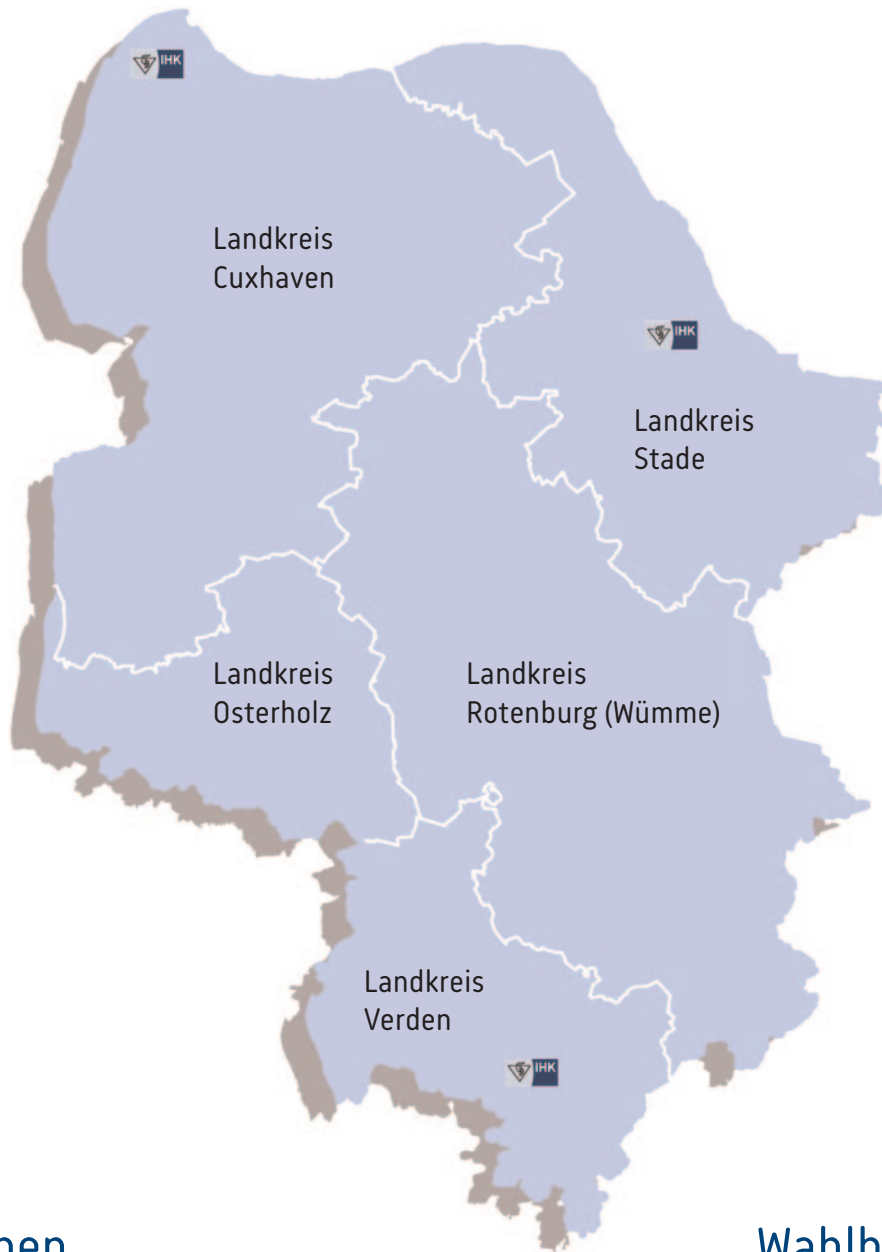 IHK
Landkreis
Cuxhaven
IHK
Landkreis
Stade
Landkreis
Osterholz
Landkreis
Rotenburg (Wümme)
Landkreis
Verden
IHK